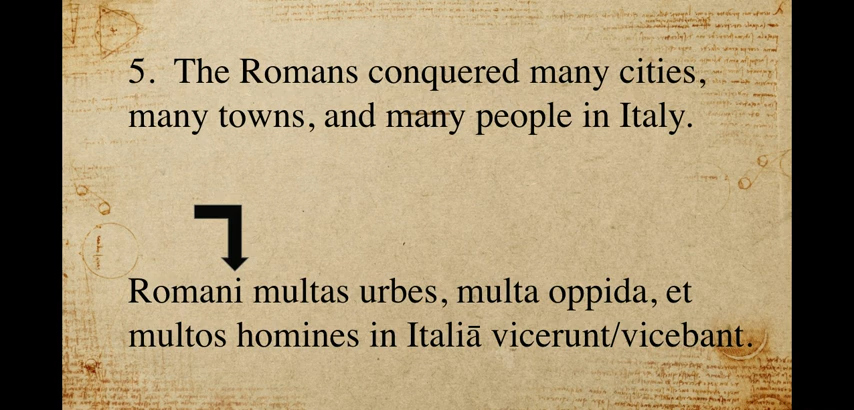 5. The Romans conquered many cities,
many towns, and many people in Italy.
Romani multas urbes, multa oppida, et
multos homines in Italiā vicerunt/vicebant.